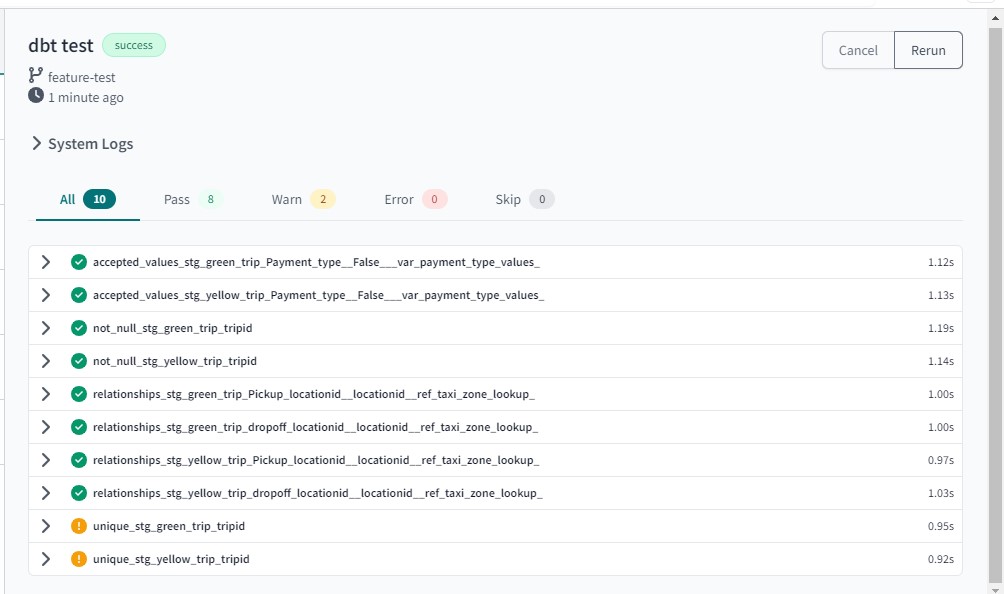 dbt test success
Cancel Rerun
feature-test
1 minute ago
System Logs
All 10 Pass 8 Warn 2 Error 0 Skip 0
accepted_values_stg_green_trip_Payment_type__False___var_payment_type_values_ 1.12s
accepted_values_stg_yellow_trip_Payment_type__False___var_payment_type_values_ 1.13s
not_null_stg_green_trip_tripid 1.19s
not_null_stg_yellow_trip_tripid 1.14s
relationships_stg_green_trip_Pickup_locationid__locationid__ref_taxi_zone_lookup_ 1.00s
relationships_stg_green_trip_dropoff_locationid__locationid__ref_taxi_zone_lookup_ 1.00s
relationships_stg_yellow_trip_Pickup_locationid__locationid__ref_taxi_zone_lookup_ 0.97s
relationships_stg_yellow_trip_dropoff_locationid__locationid__ref_taxi_zone_lookup_ 1.03s
unique_stg_green_trip_tripid 0.95s
unique_stg_yellow_trip_tripid 0.92s